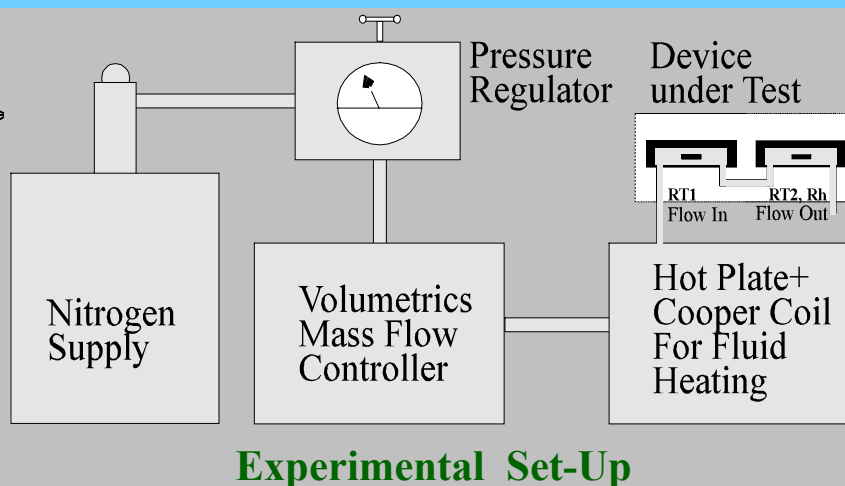 Pressure
Regulator
Device
under Test
RT1
Flow In
RT2, Rh
Flow Out
Nitrogen
Supply
Volumetrics
Mass Flow
Controller
Hot Plate+
Cooper Coil
For Fluid
Heating
Experimental Set-Up